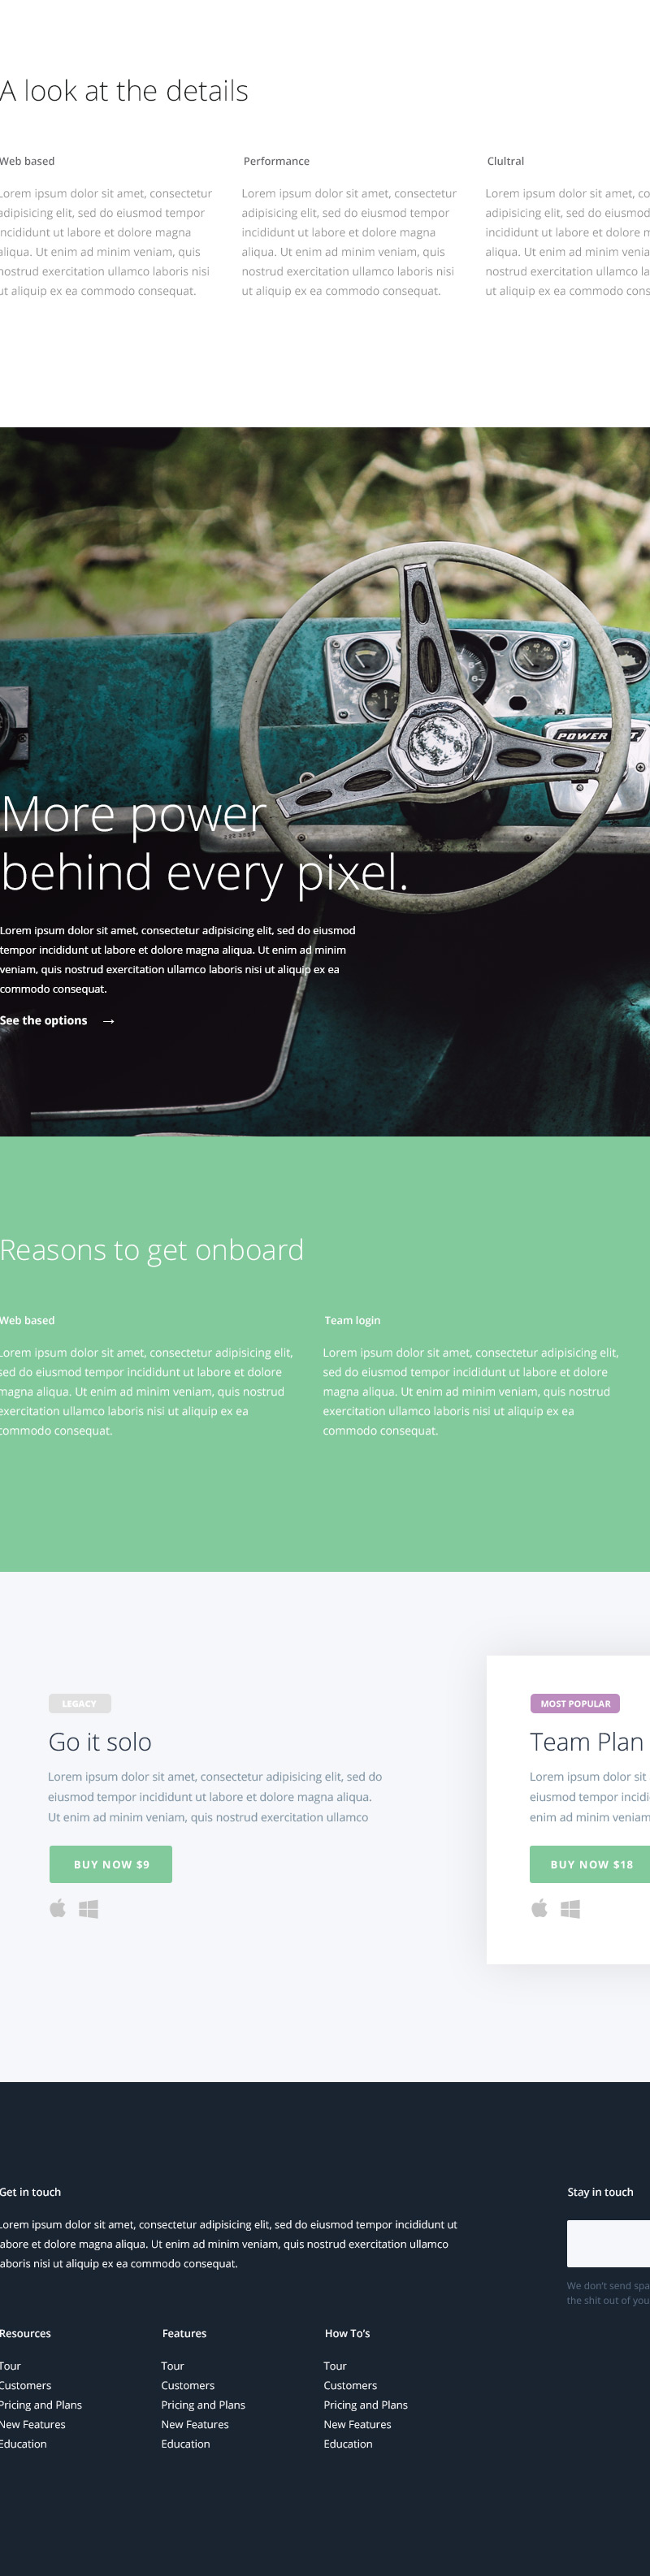 A look at the details
Web based
Lorem ipsum dolor sit amet, consectetur
adipisicing elit, sed do eiusmod tempor
incididunt ut labore et dolore magna
aliqua. Ut enim ad minim veniam, quis
nostrud exercitation ullamco laboris nisi
ut aliquip ex ea commodo consequat.
Performance
Lorem ipsum dolor sit amet, consectetur
adipisicing elit, sed do eiusmod tempor
incididunt ut labore et dolore magna
aliqua. Ut enim ad minim veniam, quis
nostrud exercitation ullamco laboris nisi
ut aliquip ex ea commodo consequat.
Clultral
Lorem ipsum dolor sit amet, co
adipisicing elit, sed do eiusmod
incididunt ut labore et dolore m
aliqua. Ut enim ad minim venia
nostrud exercitation ullamco la
ut aliquip ex ea commodo cons
POWER
More power
behind every pixel.
Lorem ipsum dolor sit amet, consectetur adipisicing elit, sed do eiusmod
tempor incididunt ut labore et dolore magna aliqua. Ut enim ad minim
veniam, quis nostrud exercitation ullamco laboris nisi ut aliquip ex ea
commodo consequat.
See the options →
Reasons to get onboard
Web based
Lorem ipsum dolor sit amet, consectetur adipisicing elit,
sed do eiusmod tempor incididunt ut labore et dolore
magna aliqua. Ut enim ad minim veniam, quis nostrud
exercitation ullamco laboris nisi ut aliquip ex ea
commodo consequat.
Team login
Lorem ipsum dolor sit amet, consectetur adipisicing elit,
sed do eiusmod tempor incididunt ut labore et dolore
magna aliqua. Ut enim ad minim veniam, quis nostrud
exercitation ullamco laboris nisi ut aliquip ex ea
commodo consequat.
LEGACY
Go it solo
Lorem ipsum dolor sit amet, consectetur adipisicing elit, sed do
eiusmod tempor incididunt ut labore et dolore magna aliqua.
Ut enim ad minim veniam, quis nostrud exercitation ullamco
BUY NOW $9
MOST POPULAR
Team Plan
Lorem ipsum dolor sit
eiusmod tempor incidi
enim ad minim veniam
BUY NOW $18
Get in touch
Lorem ipsum dolor sit amet, consectetur adipisicing elit, sed do eiusmod tempor incididunt ut
labore et dolore magna aliqua. Ut enim ad minim veniam, quis nostrud exercitation ullamco
laboris nisi ut aliquip ex ea commodo consequat.
Stay in touch
We don't send spa
the shit out of you
Resources
Tour
Customers
Pricing and Plans
New Features
Education
Features
Tour
Customers
Pricing and Plans
New Features
Education
How To's
Tour
Customers
Pricing and Plans
New Features
Education